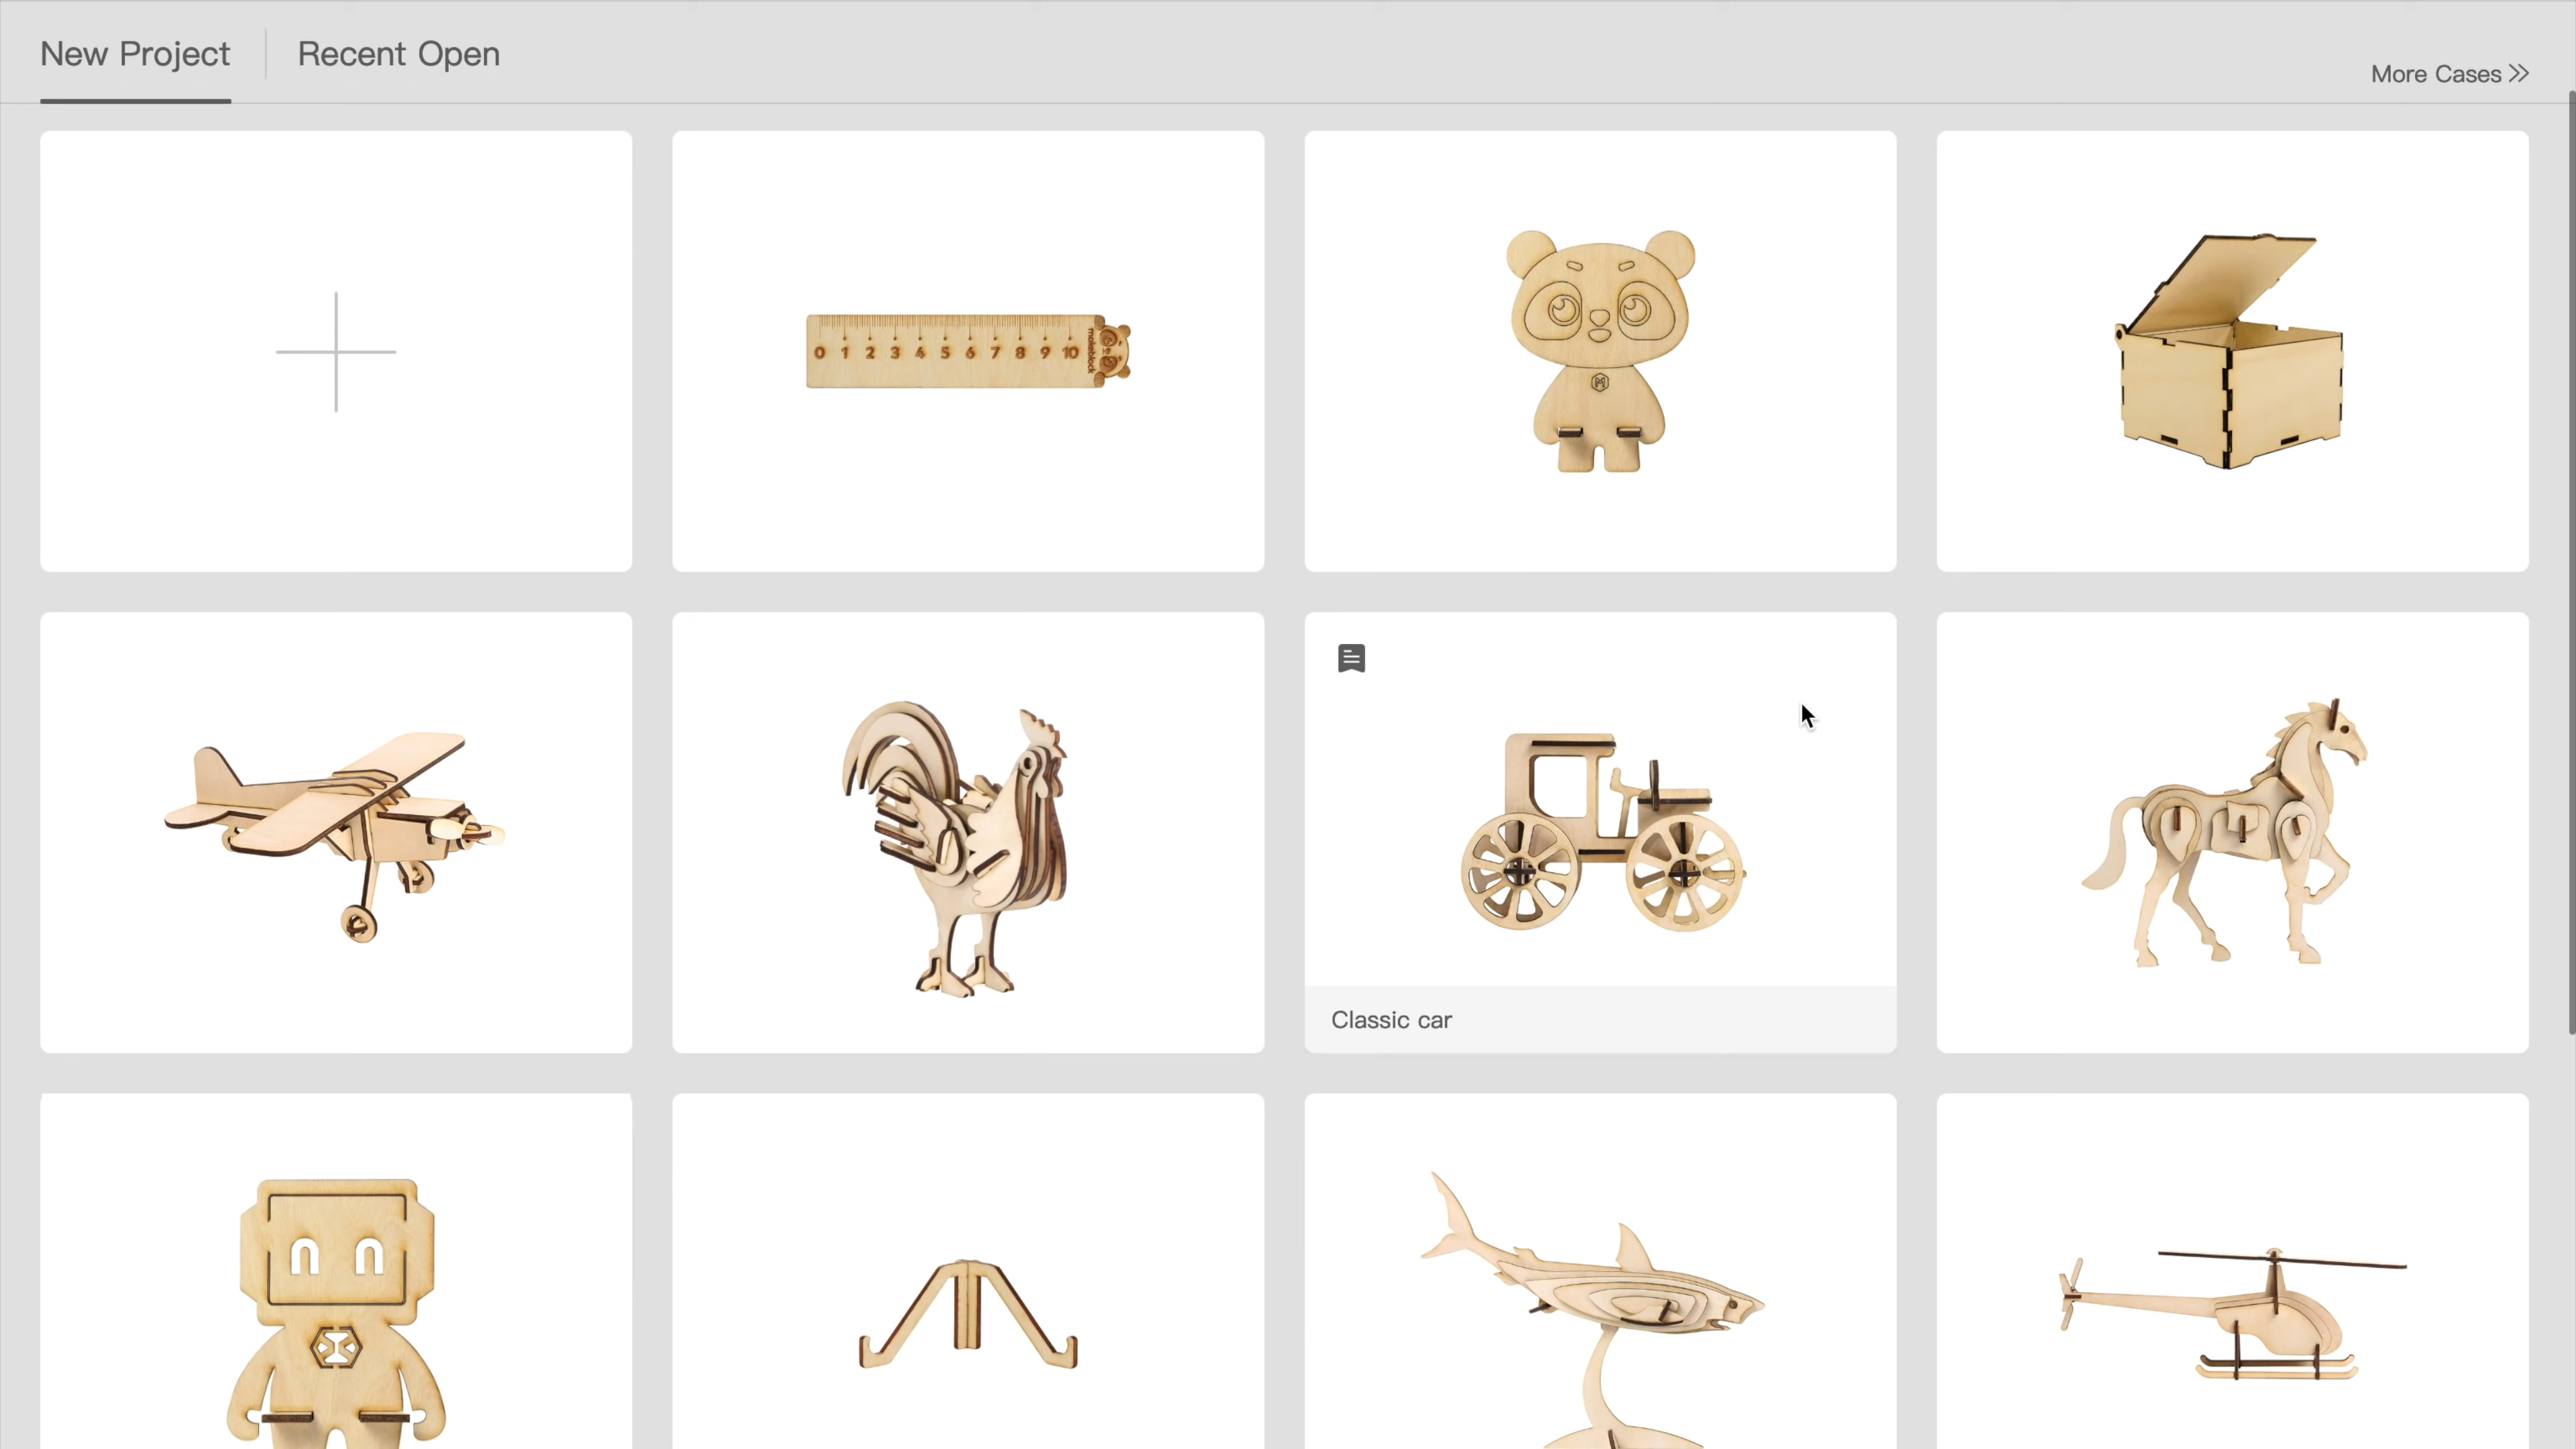 New Project
Recent Open
More Cases
0 1 2 3 4 5 6 7 8 9 10
makeblock
Classic car